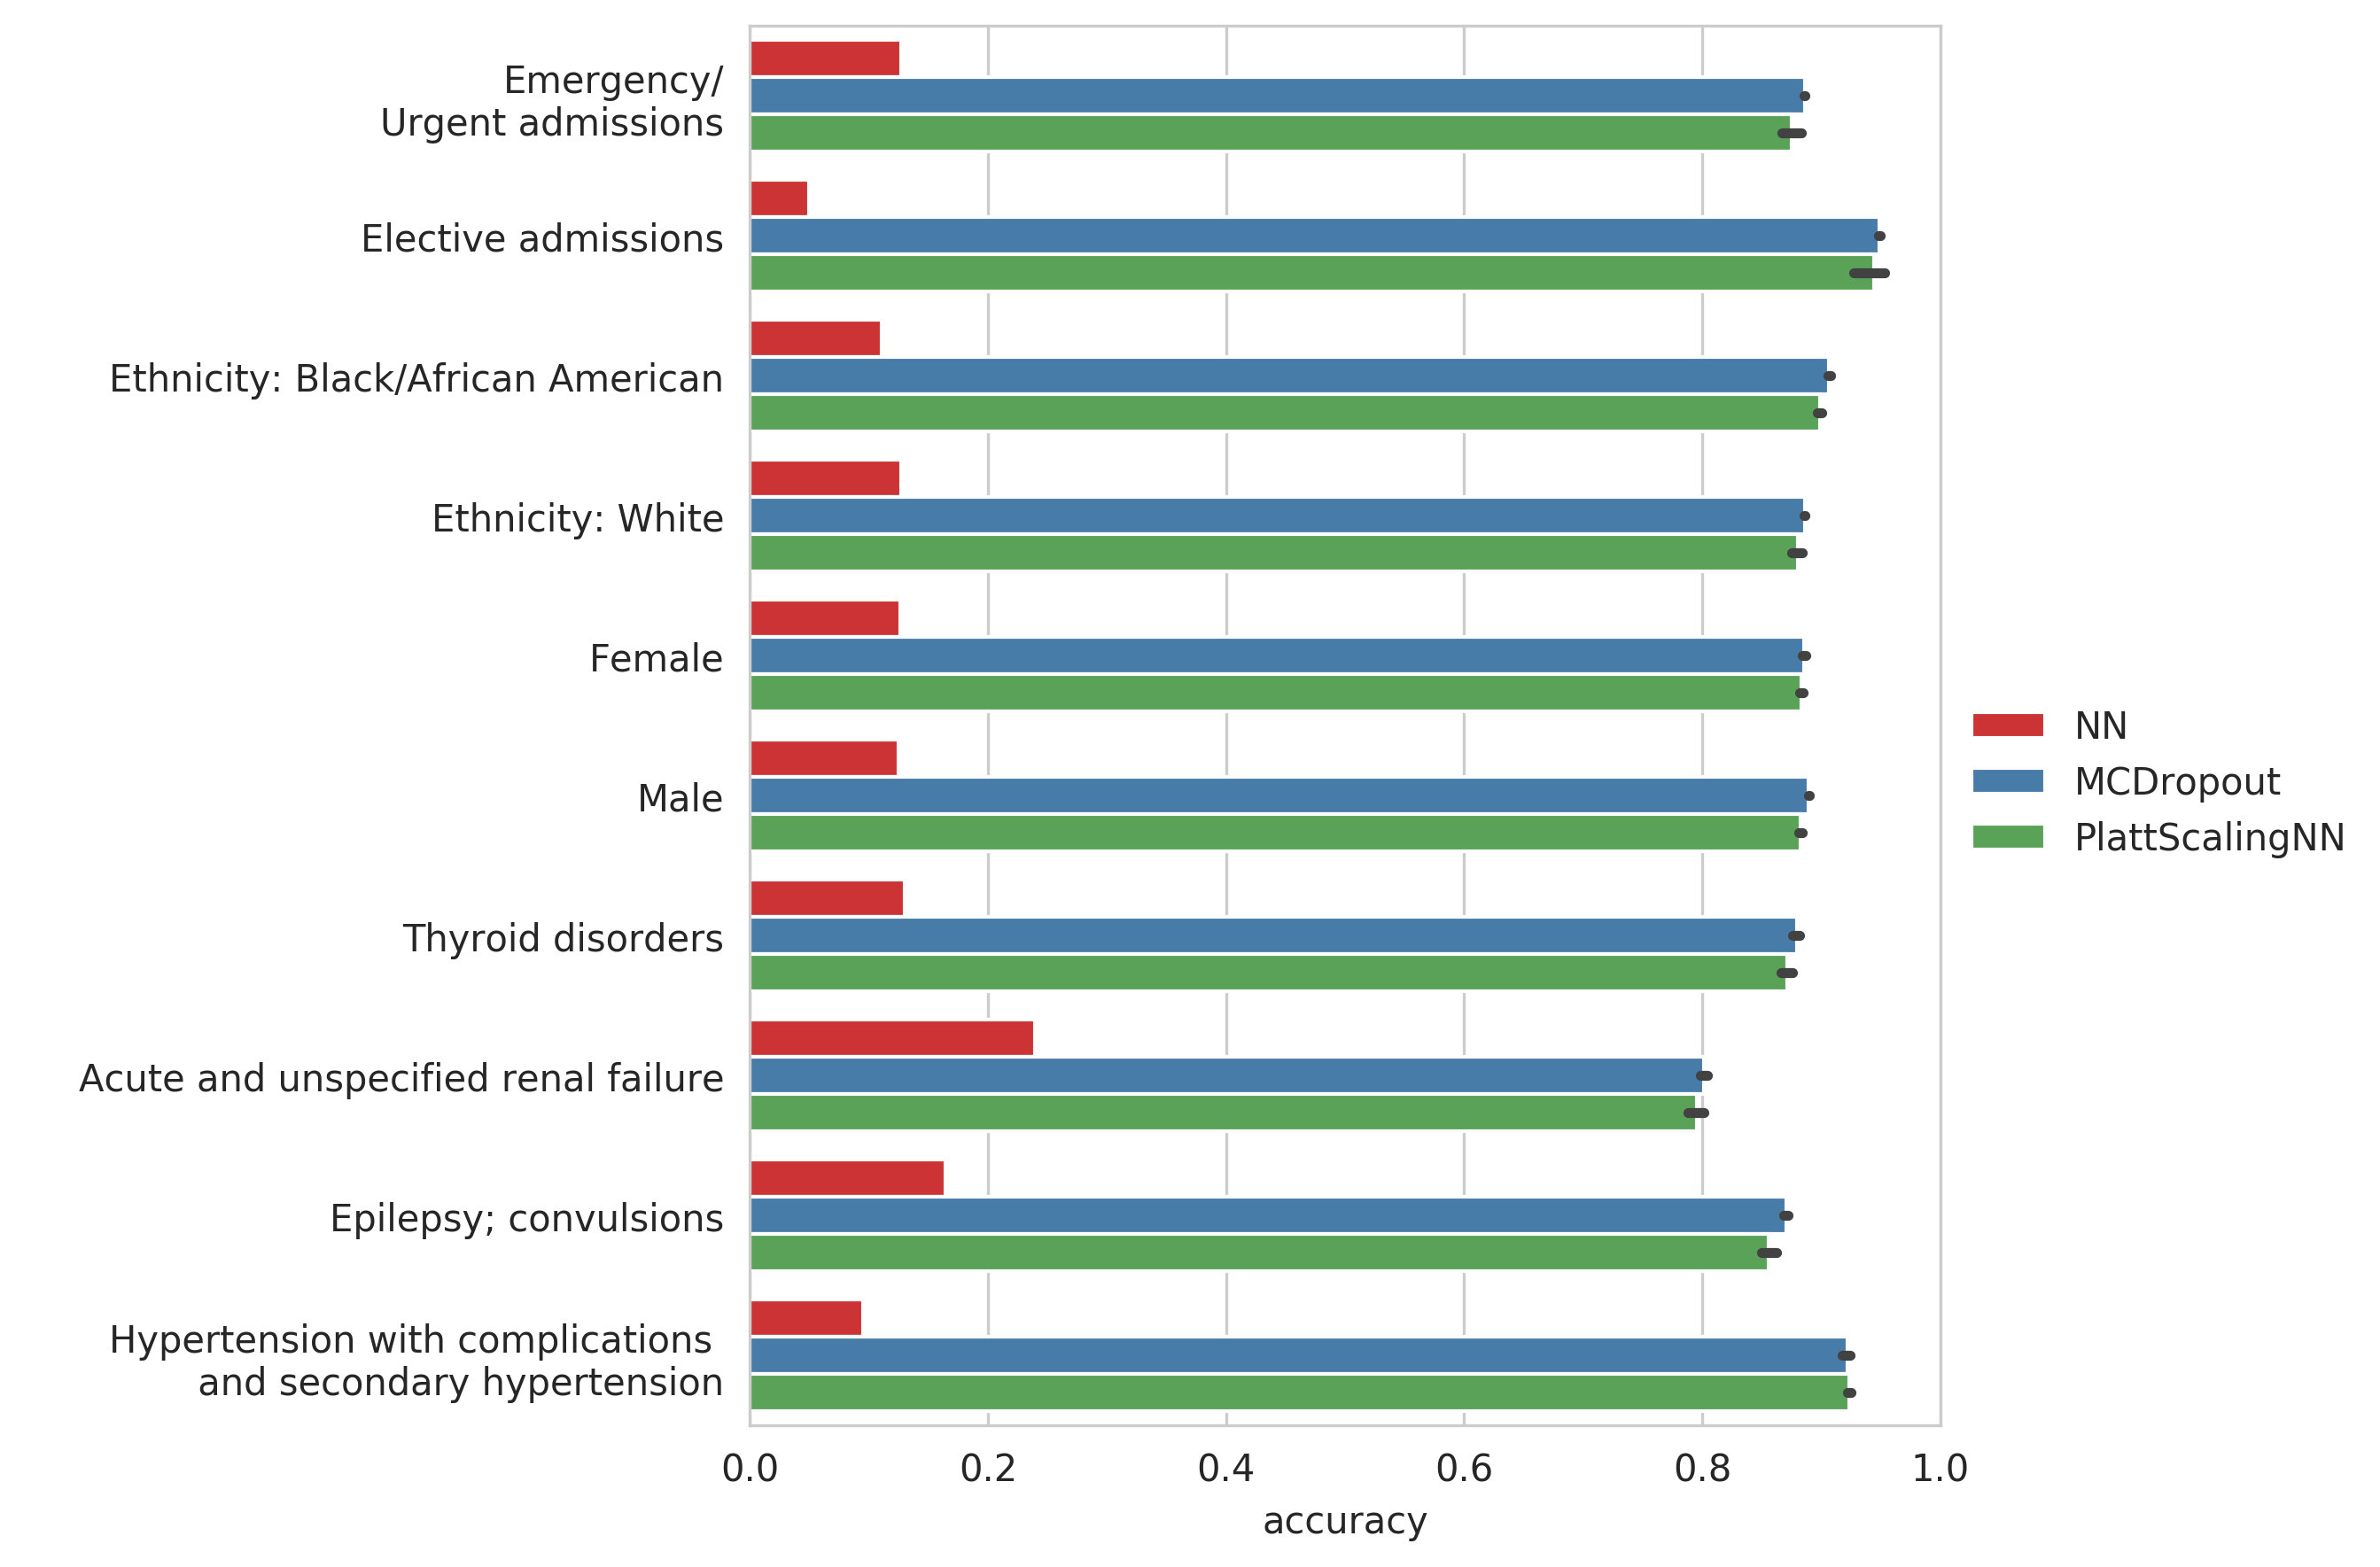 Emergency/
Urgent admissions
Elective admissions
Ethnicity: Black/African American
Ethnicity: White
Female
Male
Thyroid disorders
Acute and unspecified renal failure
Epilepsy; convulsions
Hypertension with complications
and secondary hypertension
NN
MCDropout
PlattScalingNN
0.0 0.2 0.4 0.6 0.8 1.0
accuracy